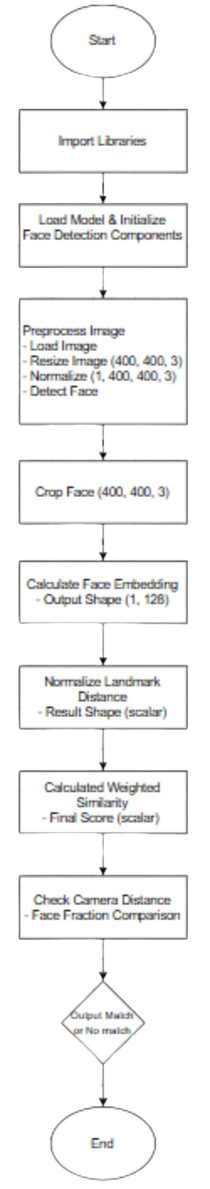 Start
Import Libraries
Load Model & Initialize
Face Detection Components
Preprocess Image
- Load Image
- Resize Image (400, 400, 3)
- Normalize (1, 400, 400, 3)
- Detect Face
Crop Face (400, 400, 3)
Calculate Face Embedding
- Output Shape (1, 128)
Normalize Landmark
Distance
- Result Shape (scalar)
Calculated Weighted
Similarity
- Final Score (scalar)
Check Camera Distance
- Face Fraction Comparison
Output Match
or No match
End